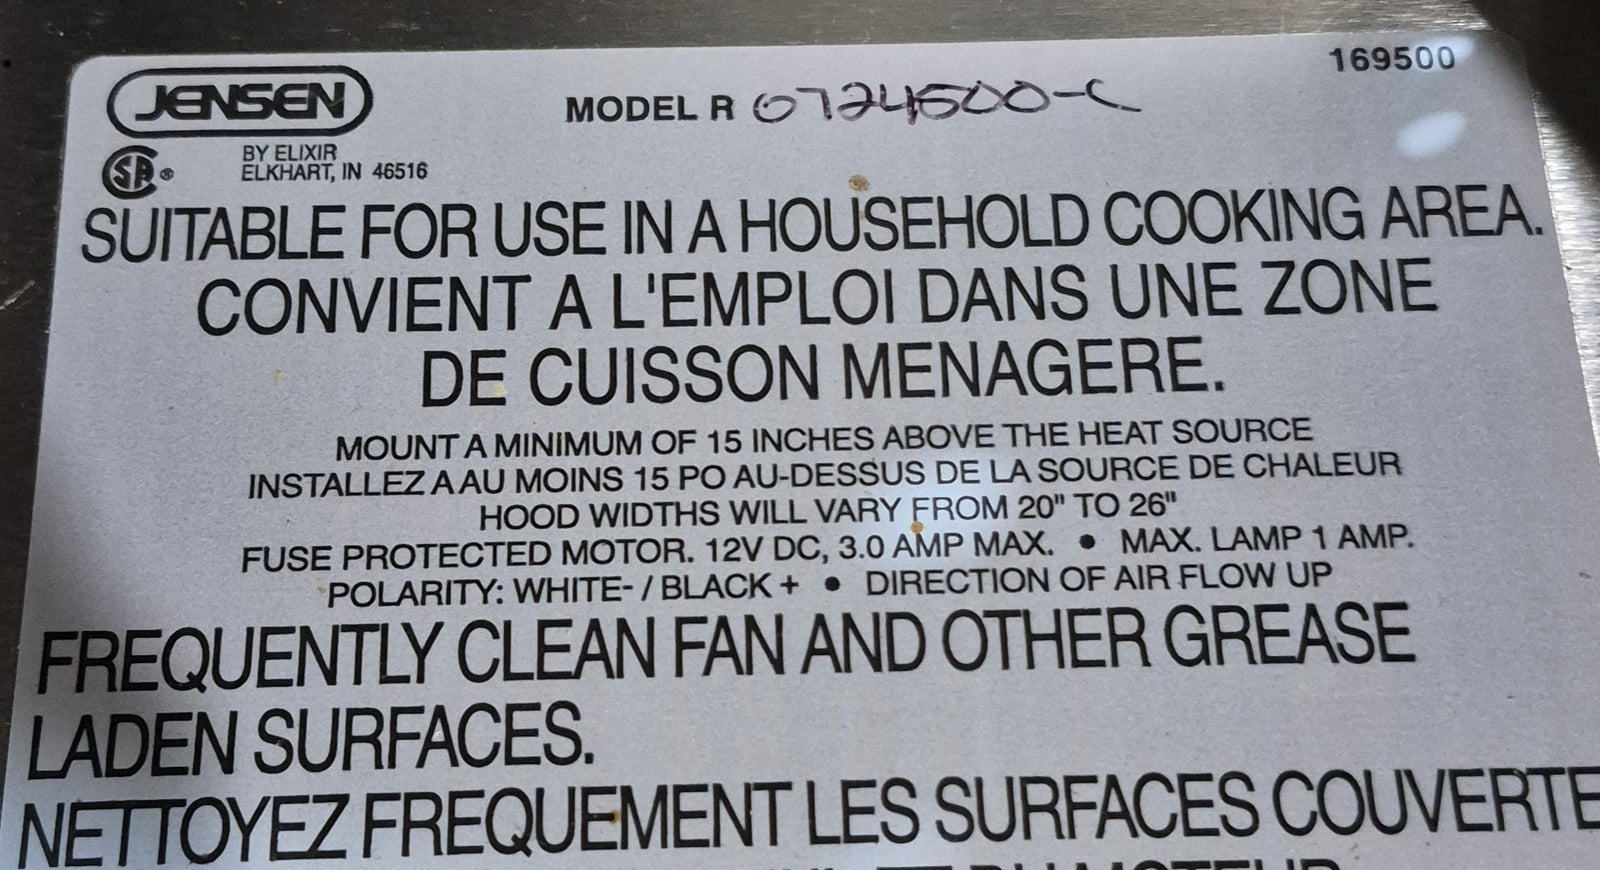 169500
JENSEN
MODEL R 0724500-C
SA ®
BY ELIXIR
ELKHART, IN 46516
SUITABLE FOR USE IN A HOUSEHOLD COOKING AREA.
CONVIENT A L'EMPLOI DANS UNE ZONE
DE CUISSON MENAGERE.
MOUNT A MINIMUM OF 15 INCHES ABOVE THE HEAT SOURCE
INSTALLEZ A AU MOINS 15 PO AU-DESSUS DE LA SOURCE DE CHALEUR
HOOD WIDTHS WILL VARY FROM 20" TO 26"
FUSE PROTECTED MOTOR. 12V DC, 3.0 AMP MAX. • MAX. LAMP 1 AMP.
POLARITY: WHITE- / BLACK + • DIRECTION OF AIR FLOW UP
FREQUENTLY CLEAN FAN AND OTHER GREASE
LADEN SURFACES.
NETTOYEZ FREQUEMENT LES SURFACES COUVERTE
ET DU MOTEUR